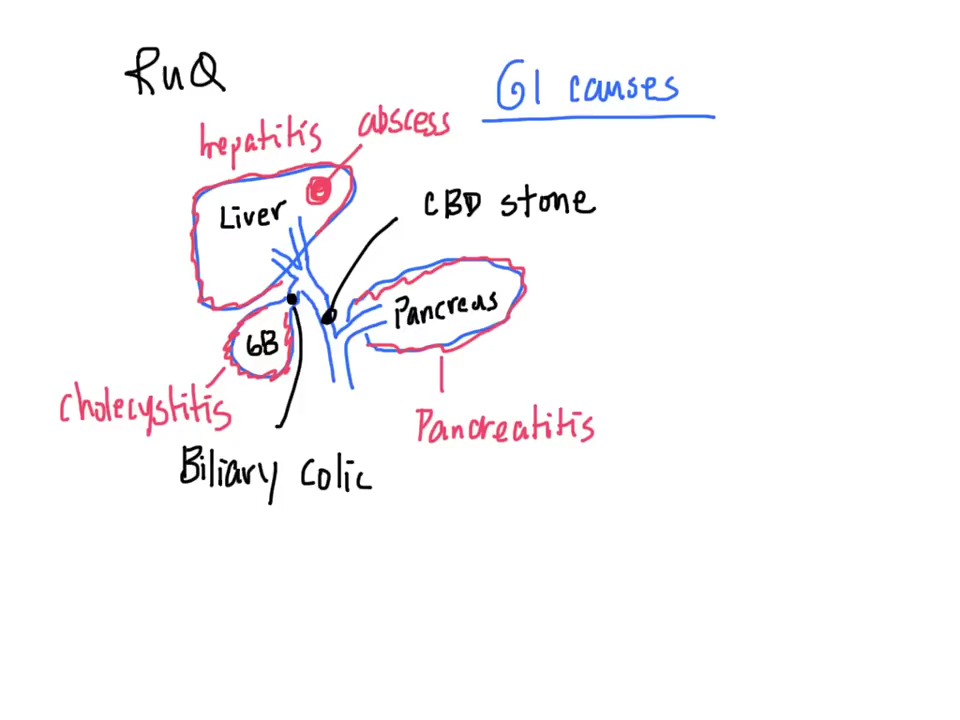 RUQ
GI causes
hepatitis
abscess
Liver
CBD stone
Pancreas
GB
cholecystitis
Pancreatitis
Biliary colic